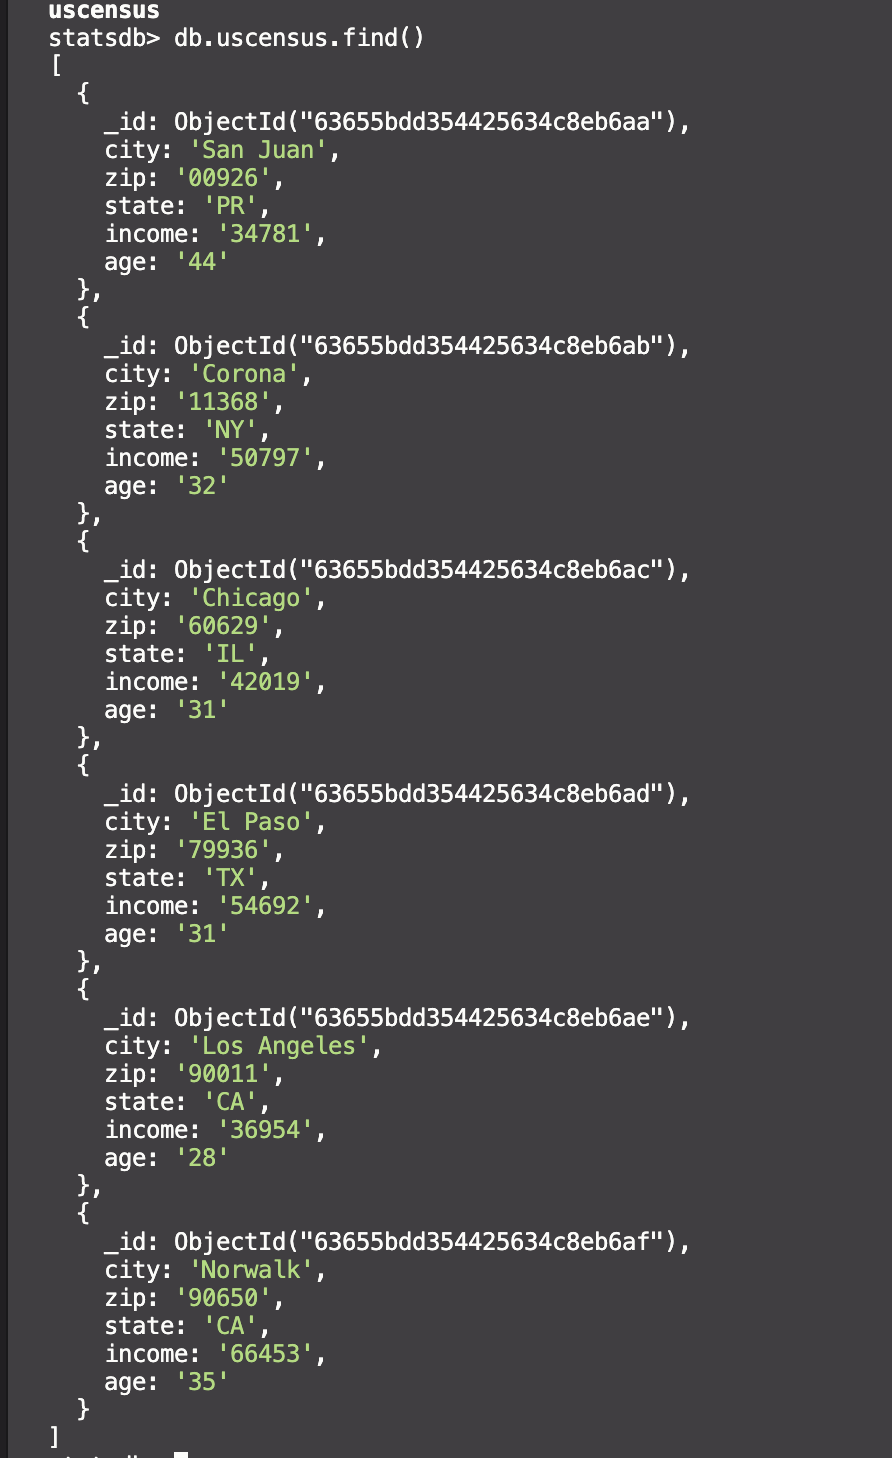 uscensus
statsdb> db.uscensus.find()
[
  {
    _id: ObjectId("63655bdd354425634c8eb6aa"),
    city: 'San Juan',
    zip: '00926',
    state: 'PR',
    income: '34781',
    age: '44'
  },
  {
    _id: ObjectId("63655bdd354425634c8eb6ab"),
    city: 'Corona',
    zip: '11368',
    state: 'NY',
    income: '50797',
    age: '32'
  },
  {
    _id: ObjectId("63655bdd354425634c8eb6ac"),
    city: 'Chicago',
    zip: '60629',
    state: 'IL',
    income: '42019',
    age: '31'
  },
  {
    _id: ObjectId("63655bdd354425634c8eb6ad"),
    city: 'El Paso',
    zip: '79936',
    state: 'TX',
    income: '54692',
    age: '31'
  },
  {
    _id: ObjectId("63655bdd354425634c8eb6ae"),
    city: 'Los Angeles',
    zip: '90011',
    state: 'CA',
    income: '36954',
    age: '28'
  },
  {
    _id: ObjectId("63655bdd354425634c8eb6af"),
    city: 'Norwalk',
    zip: '90650',
    state: 'CA',
    income: '66453',
    age: '35'
  }
]